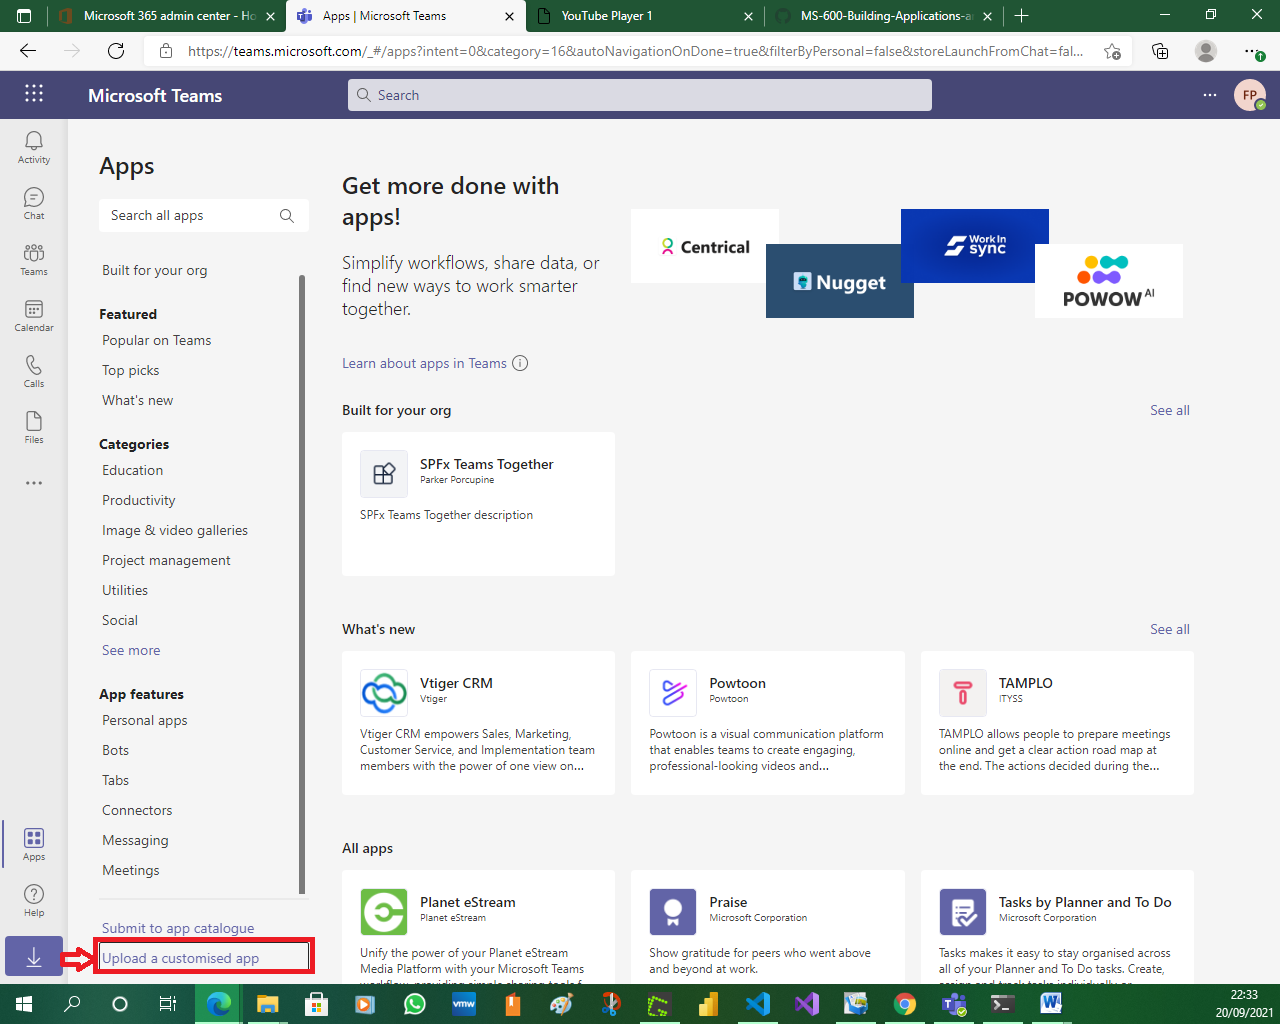 Microsoft 365 admin center - Ho
Apps | Microsoft Teams
YouTube Player 1
MS-600-Building-Applications-a
https://teams.microsoft.com/_#/apps?intent=0&category=16&autoNavigationOnDone=true&filterByPersonal=false&storeLaunchFromChat=fal...
Microsoft Teams
Search
FP
Activity
Chat
Teams
Calendar
Calls
Files
Apps
Help
Apps
Search all apps
Built for your org
Featured
Popular on Teams
Top picks
What's new
Categories
Education
Productivity
Image & video galleries
Project management
Utilities
Social
See more
App features
Personal apps
Bots
Tabs
Connectors
Messaging
Meetings
Submit to app catalogue
Upload a customised app
Get more done with
apps!
Simplify workflows, share data, or
find new ways to work smarter
together.
Learn about apps in Teams
Centrical
Nugget
Work In
sync
POWOW AI
Built for your org
See all
SPFx Teams Together
Parker Porcupine
SPFx Teams Together description
What's new
See all
Vtiger CRM
Vtiger
Vtiger CRM empowers Sales, Marketing,
Customer Service, and Implementation team
members with the power of one view on...
Powtoon
Powtoon
Powtoon is a visual communication platform
that enables teams to create engaging,
professional-looking videos and...
TAMPLO
ITYSS
TAMPLO allows people to prepare meetings
online and get a clear action road map at
the end. The actions decided during the...
All apps
Planet eStream
Planet eStream
Unify the power of your Planet eStream
Media Platform with your Microsoft Teams
Praise
Microsoft Corporation
Show gratitude for peers who went above
and beyond at work.
Tasks by Planner and To Do
Microsoft Corporation
Tasks makes it easy to stay organised across
all of your Planner and To Do tasks. Create,
vmw
22:33
20/09/2021